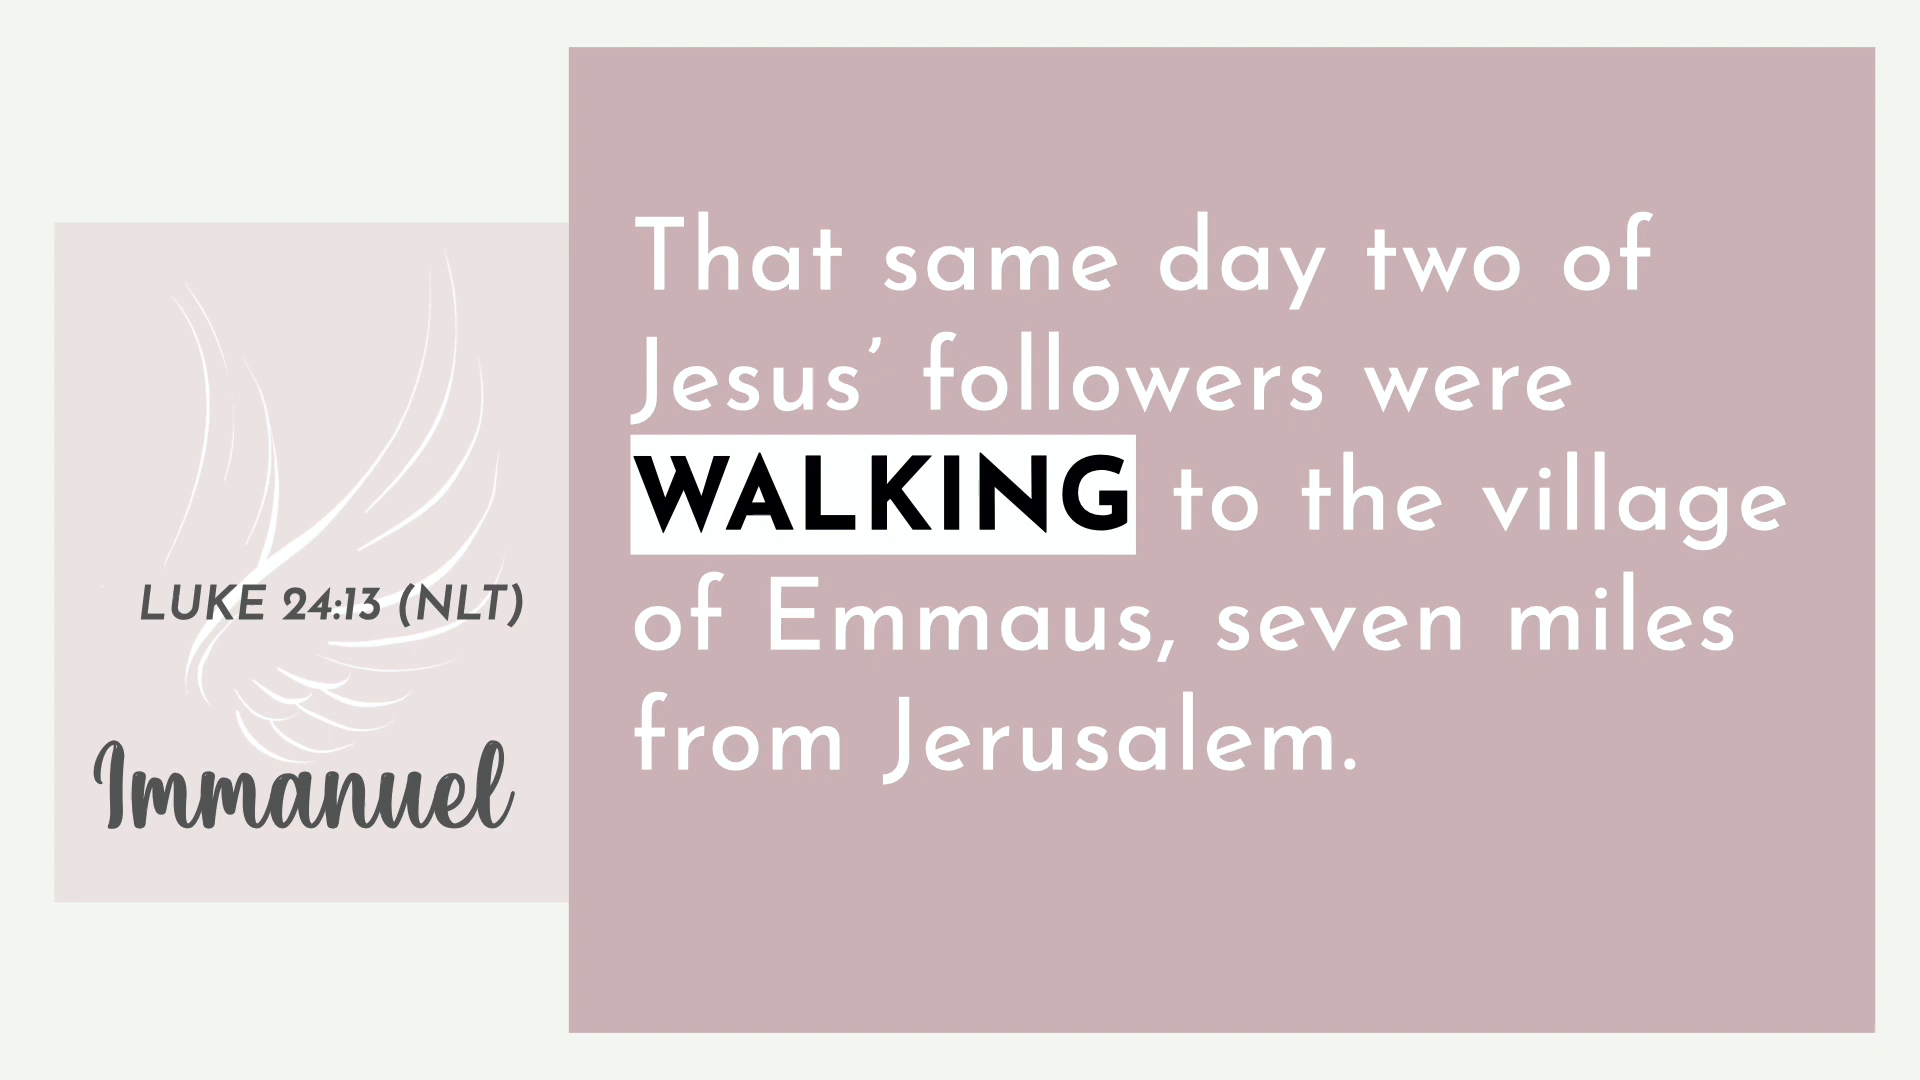 LUKE 24:13 (NLT)
Immanuel
That same day two of
Jesus’ followers were
WALKING to the village
of Emmaus, seven miles
from Jerusalem.